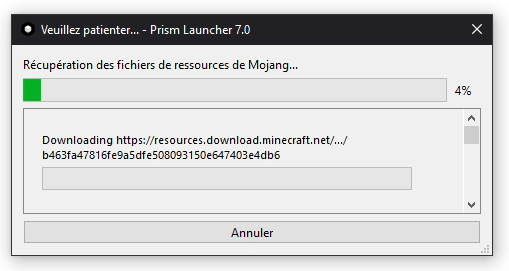 Veuillez patienter... - Prism Launcher 7.0
Récupération des fichiers de ressources de Mojang...
4%
Downloading https://resources.download.minecraft.net/.../
b463fa47816fe9a5dfe508093150e647403e4db6
Annuler